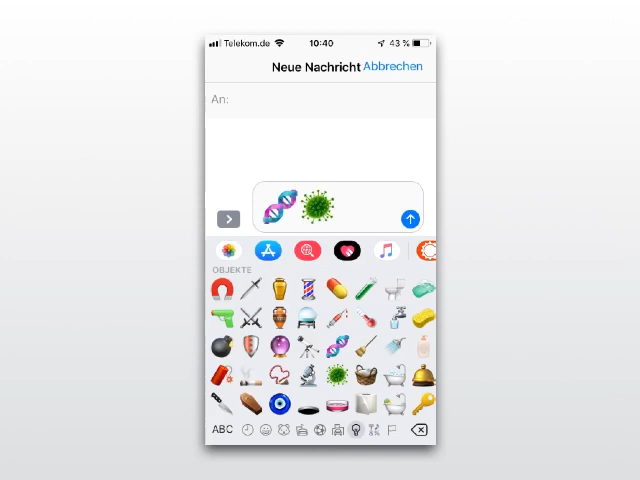 Telekom.de 10:40 43 %
Neue Nachricht Abbrechen
An:
OBJEKTE
ABC